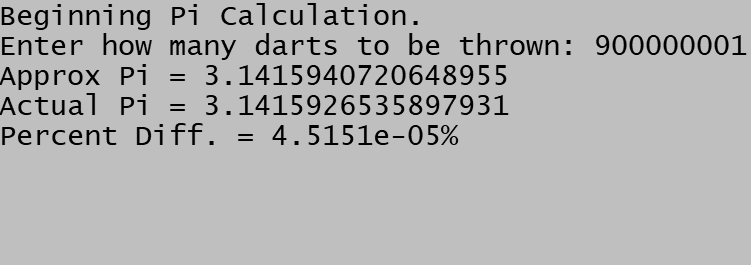 Beginning Pi Calculation.
Enter how many darts to be thrown: 900000001
Approx Pi = 3.1415940720648955
Actual Pi = 3.1415926535897931
Percent Diff. = 4.5151e-05%